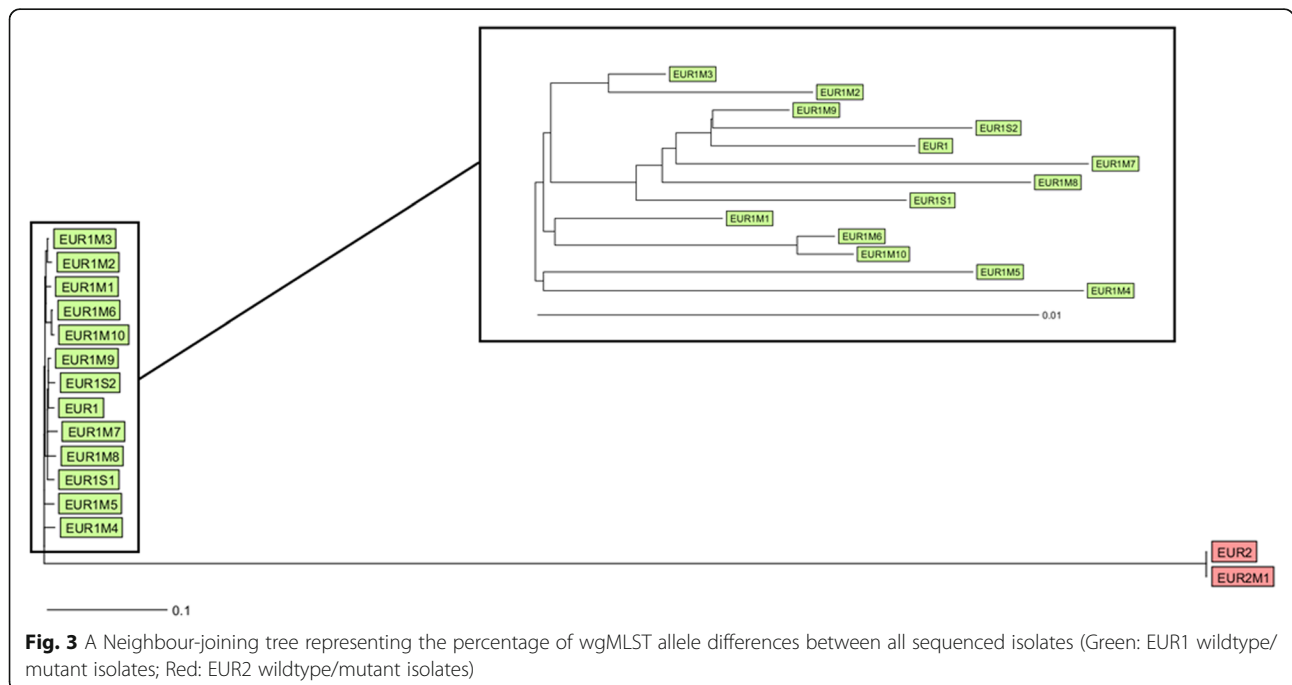 EUR1M3
EUR1M2
EUR1M9
EUR1S2
EUR1
EUR1M7
EUR1M8
EUR1S1
EUR1M1
EUR1M6
EUR1M10
EUR1M5
EUR1M4
0.01
EUR1M3
EUR1M2
EUR1M1
EUR1M6
EUR1M10
EUR1M9
EUR1S2
EUR1
EUR1M7
EUR1M8
EUR1S1
EUR1M5
EUR1M4
EUR2
EUR2M1
0.1
Fig. 3 A Neighbour-joining tree representing the percentage of wgMLST allele differences between all sequenced isolates (Green: EUR1 wildtype/
mutant isolates; Red: EUR2 wildtype/mutant isolates)